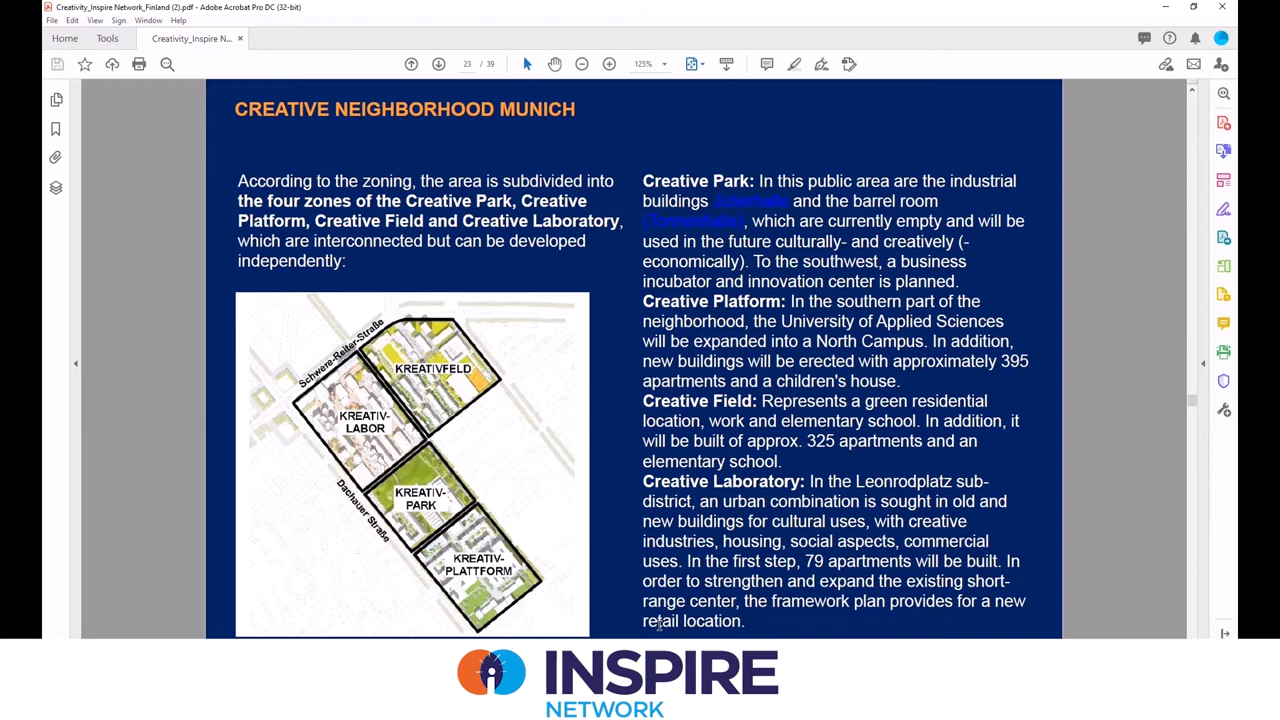 Creativity_Inspire Network_Finland (2).pdf - Adobe Acrobat Pro DC (32-bit)
File Edit View Sign Window Help
Home Tools Creativity_Inspire N... ×
23 / 39 125%
CREATIVE NEIGHBORHOOD MUNICH
According to the zoning, the area is subdivided into
the four zones of the Creative Park, Creative
Platform, Creative Field and Creative Laboratory,
which are interconnected but can be developed
independently:
Schwere-Reiter-Straße
KREATIVFELD
KREATIV-
LABOR
Dachauer Straße
KREATIV-
PARK
KREATIV-
PLATTFORM
Creative Park: In this public area are the industrial
buildings Jutierhalle and the barrel room
(Tonnenhalle), which are currently empty and will be
used in the future culturally- and creatively (-
economically). To the southwest, a business
incubator and innovation center is planned.
Creative Platform: In the southern part of the
neighborhood, the University of Applied Sciences
will be expanded into a North Campus. In addition,
new buildings will be erected with approximately 395
apartments and a children's house.
Creative Field: Represents a green residential
location, work and elementary school. In addition, it
will be built of approx. 325 apartments and an
elementary school.
Creative Laboratory: In the Leonrodplatz sub-
district, an urban combination is sought in old and
new buildings for cultural uses, with creative
industries, housing, social aspects, commercial
uses. In the first step, 79 apartments will be built. In
order to strengthen and expand the existing short-
range center, the framework plan provides for a new
retail location.
INSPIRE
NETWORK